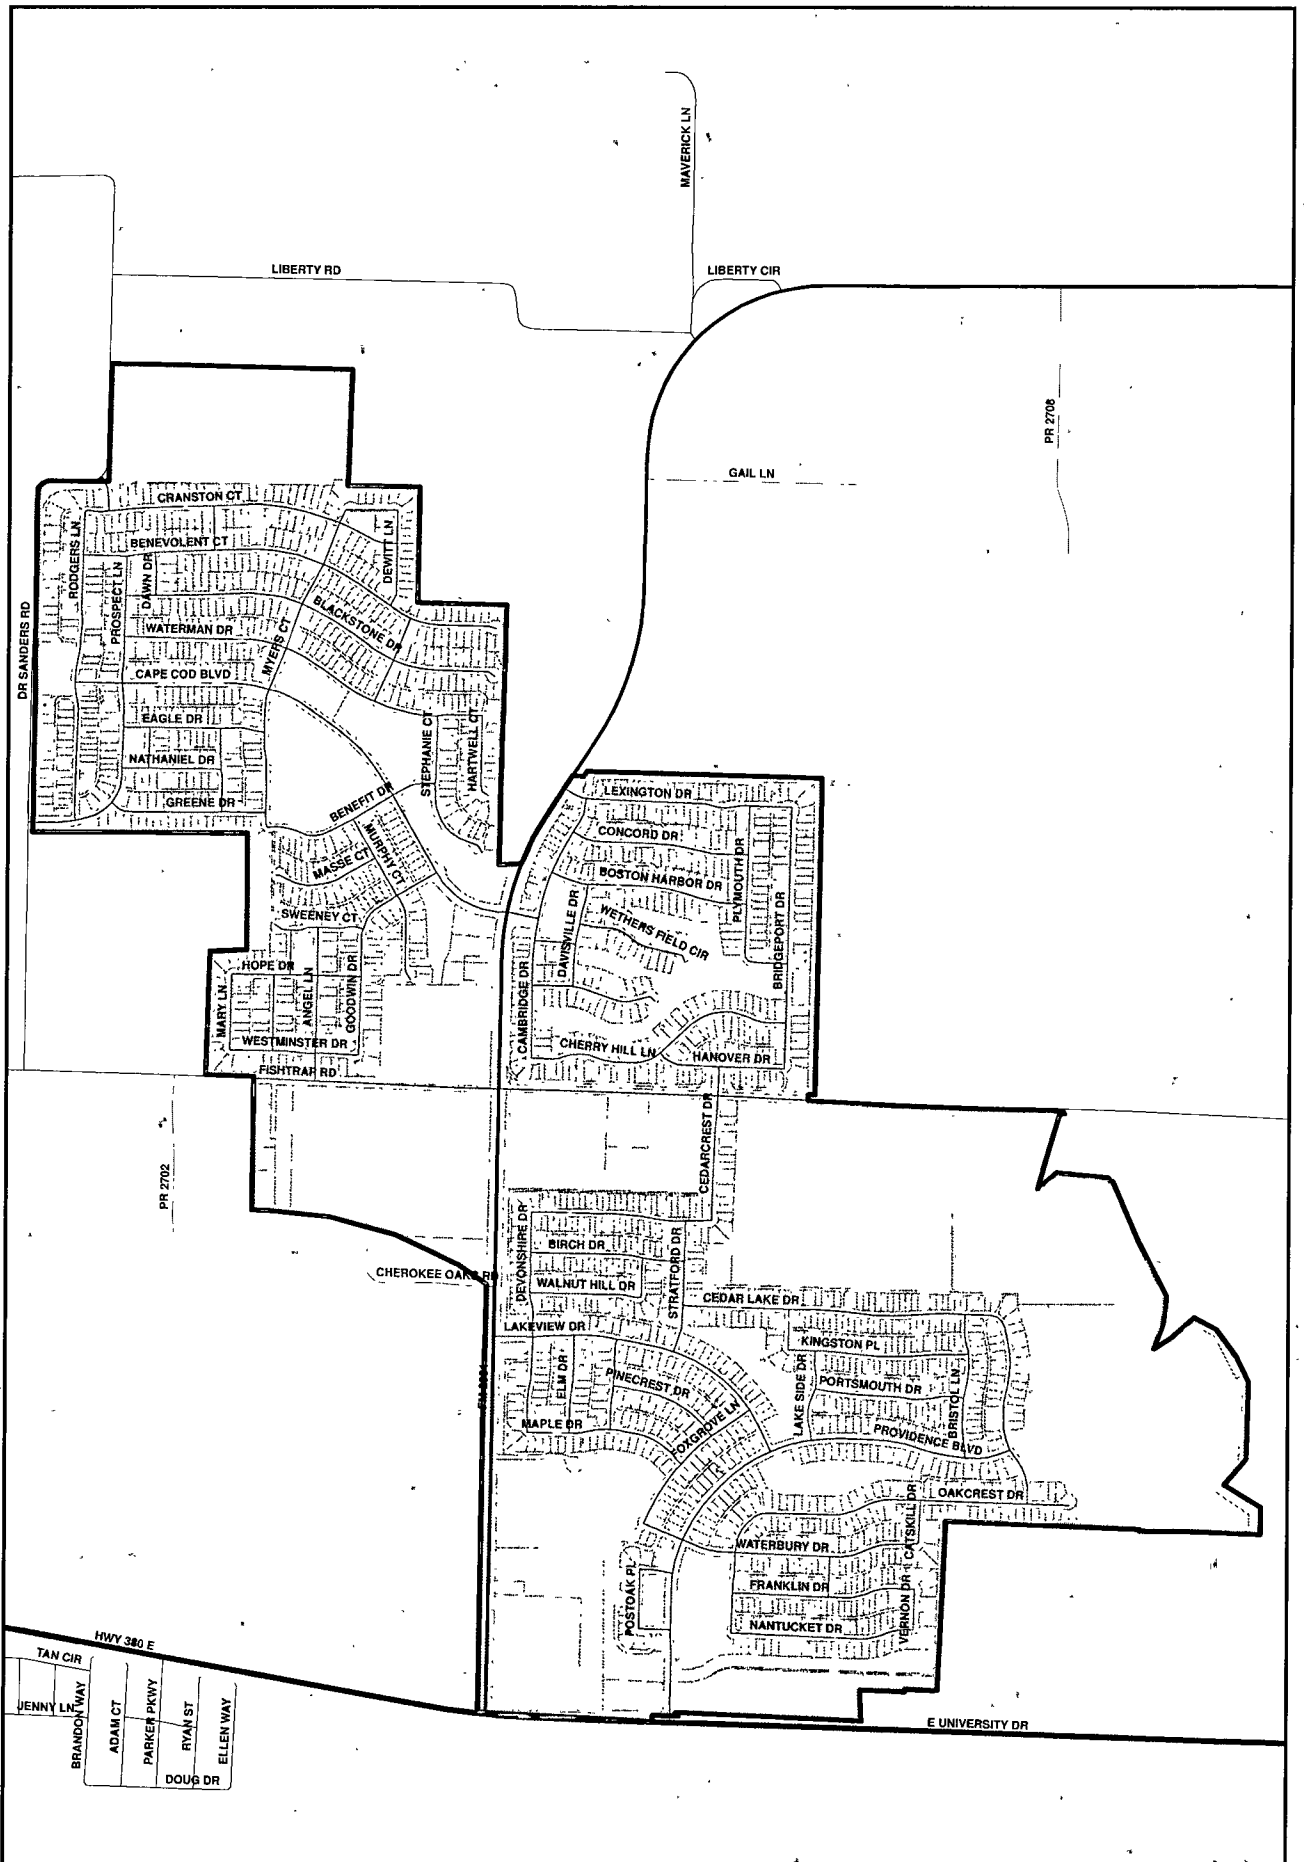 MAVERICK LN
LIBERTY RD
LIBERTY CIR
PR 2708
GAIL LN
CRANSTON CT
RODGERS LN
BENEVOLENT CT
DEWITT LN
PROSPECT LN
DAWN DR
DR SANDERS RD
WATERMAN DR
BLACKSTONE DR
MYERS CT
CAPE COD BLVD
EAGLE DR
STEPHANIE CT
HARTWELL CT
NATHANIEL DR
GREENE DR
BENEFIT DR
LEXINGTON DR
MURPHY CT
MASSE CT
CONCORD DR
PLYMOUTH DR
BOSTON HARBOR DR
SWEENEY CT
WETHERS FIELD CIR
DAVISVILLE DR
BRIDGEPORT DR
HOPE DR
MARY LN
ANGEL LN
GOODWIN DR
CAMBRIDGE DR
WESTMINSTER DR
CHERRY HILL LN
HANOVER DR
FISHTRAP RD
CEDARCREST DR
PR 2702
DEVONSHIRE DR
BIRCH DR
STRATFORD DR
CHEROKEE OAKS RD
WALNUT HILL DR
CEDAR LAKE DR
LAKEVIEW DR
KINGSTON PL
ELM DR
PINECREST DR
LAKE SIDE DR
PORTSMOUTH DR
BRISTOL LN
MAPLE DR
FOXGROVE LN
PROVIDENCE BLVD
OAKCREST DR
CATSKILL DR
WATERBURY DR
POSTOAK PL
FRANKLIN DR
VERNON DR
NANTUCKET DR
HWY 380 E
TAN CIR
JENNY LN
BRANDON WAY
ADAM CT
PARKER PKWY
RYAN ST
ELLEN WAY
DOUG DR
E UNIVERSITY DR